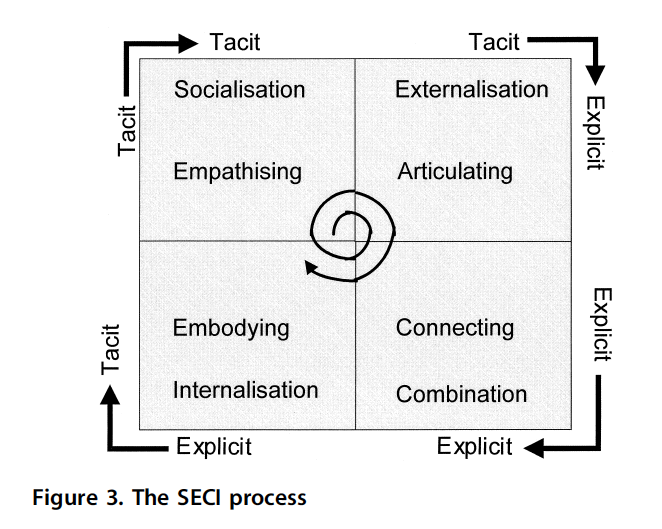 Tacit
Tacit
Tacit
Explicit
Socialisation
Externalisation
Empathising
Articulating
Embodying
Connecting
Internalisation
Combination
Tacit
Explicit
Explicit
Explicit
Figure 3. The SECI process